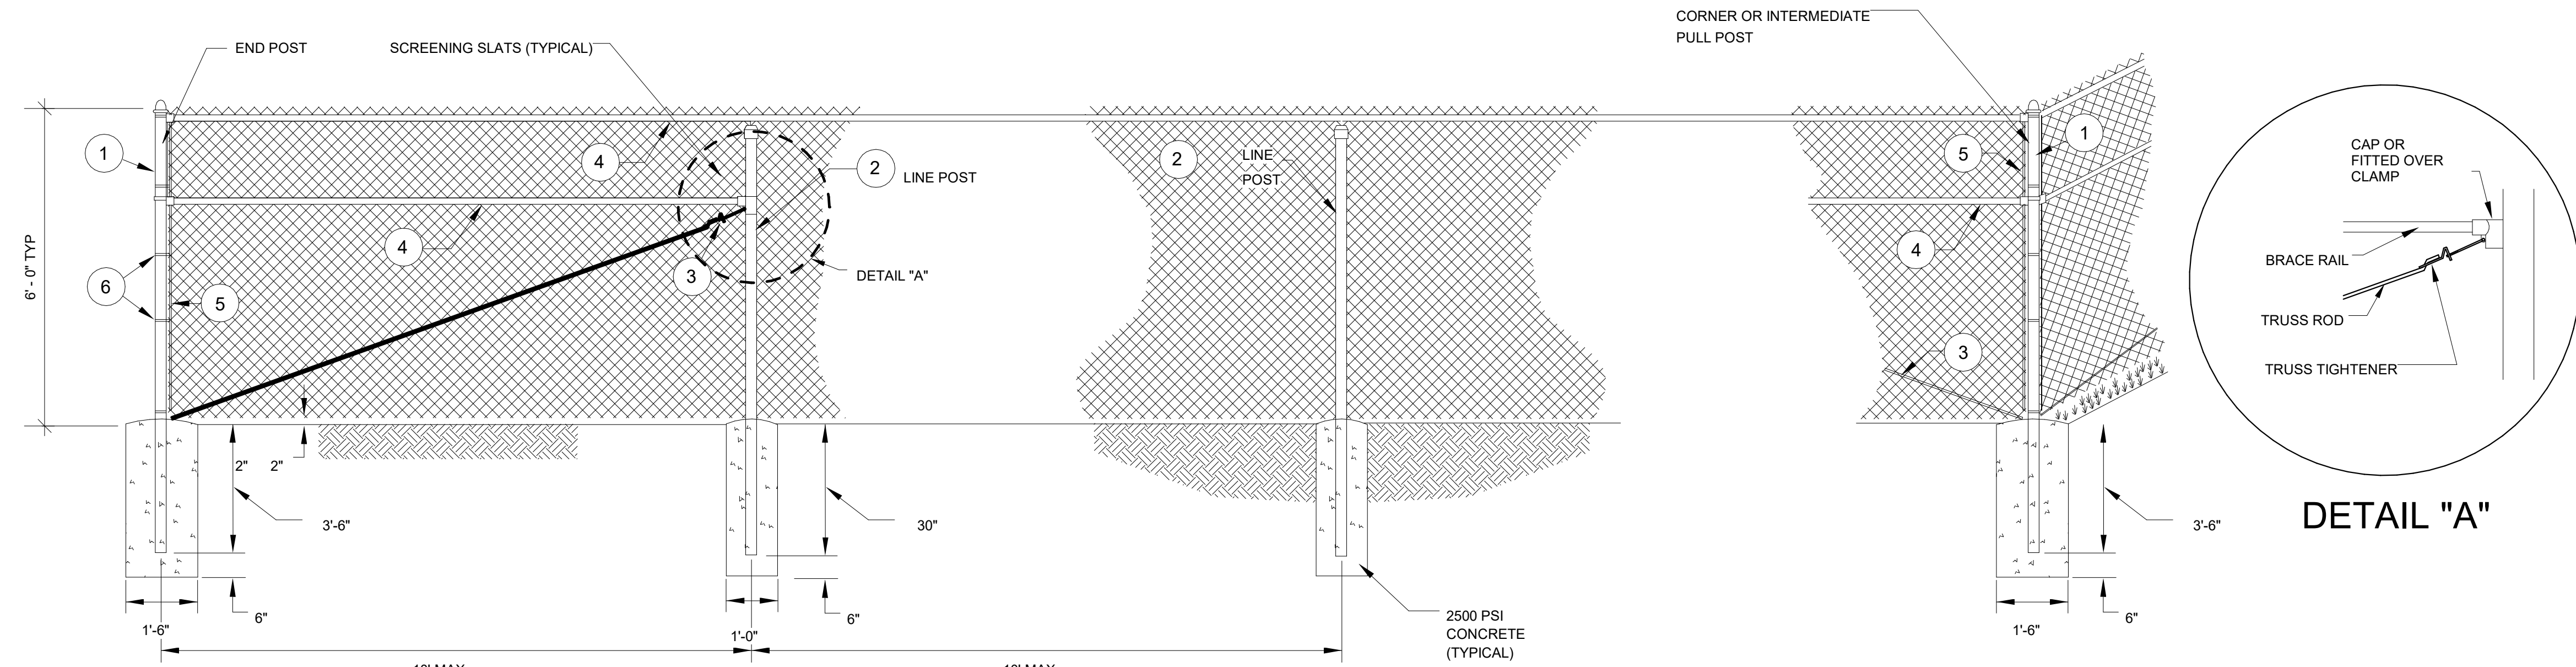 CORNER OR INTERMEDIATE
PULL POST
END POST
SCREENING SLATS (TYPICAL)
1
4
2
LINE POST
2
LINE
POST
5
1
CAP OR
FITTED OVER
CLAMP
6' - 0" TYP
4
3
DETAIL "A"
4
BRACE RAIL
6
5
3
TRUSS ROD
TRUSS TIGHTENER
2"
2"
3'-6"
30"
3'-6"
DETAIL "A"
6"
6"
6"
1'-6"
1'-0"
1'-6"
2500 PSI
CONCRETE
(TYPICAL)
MAX
MAX